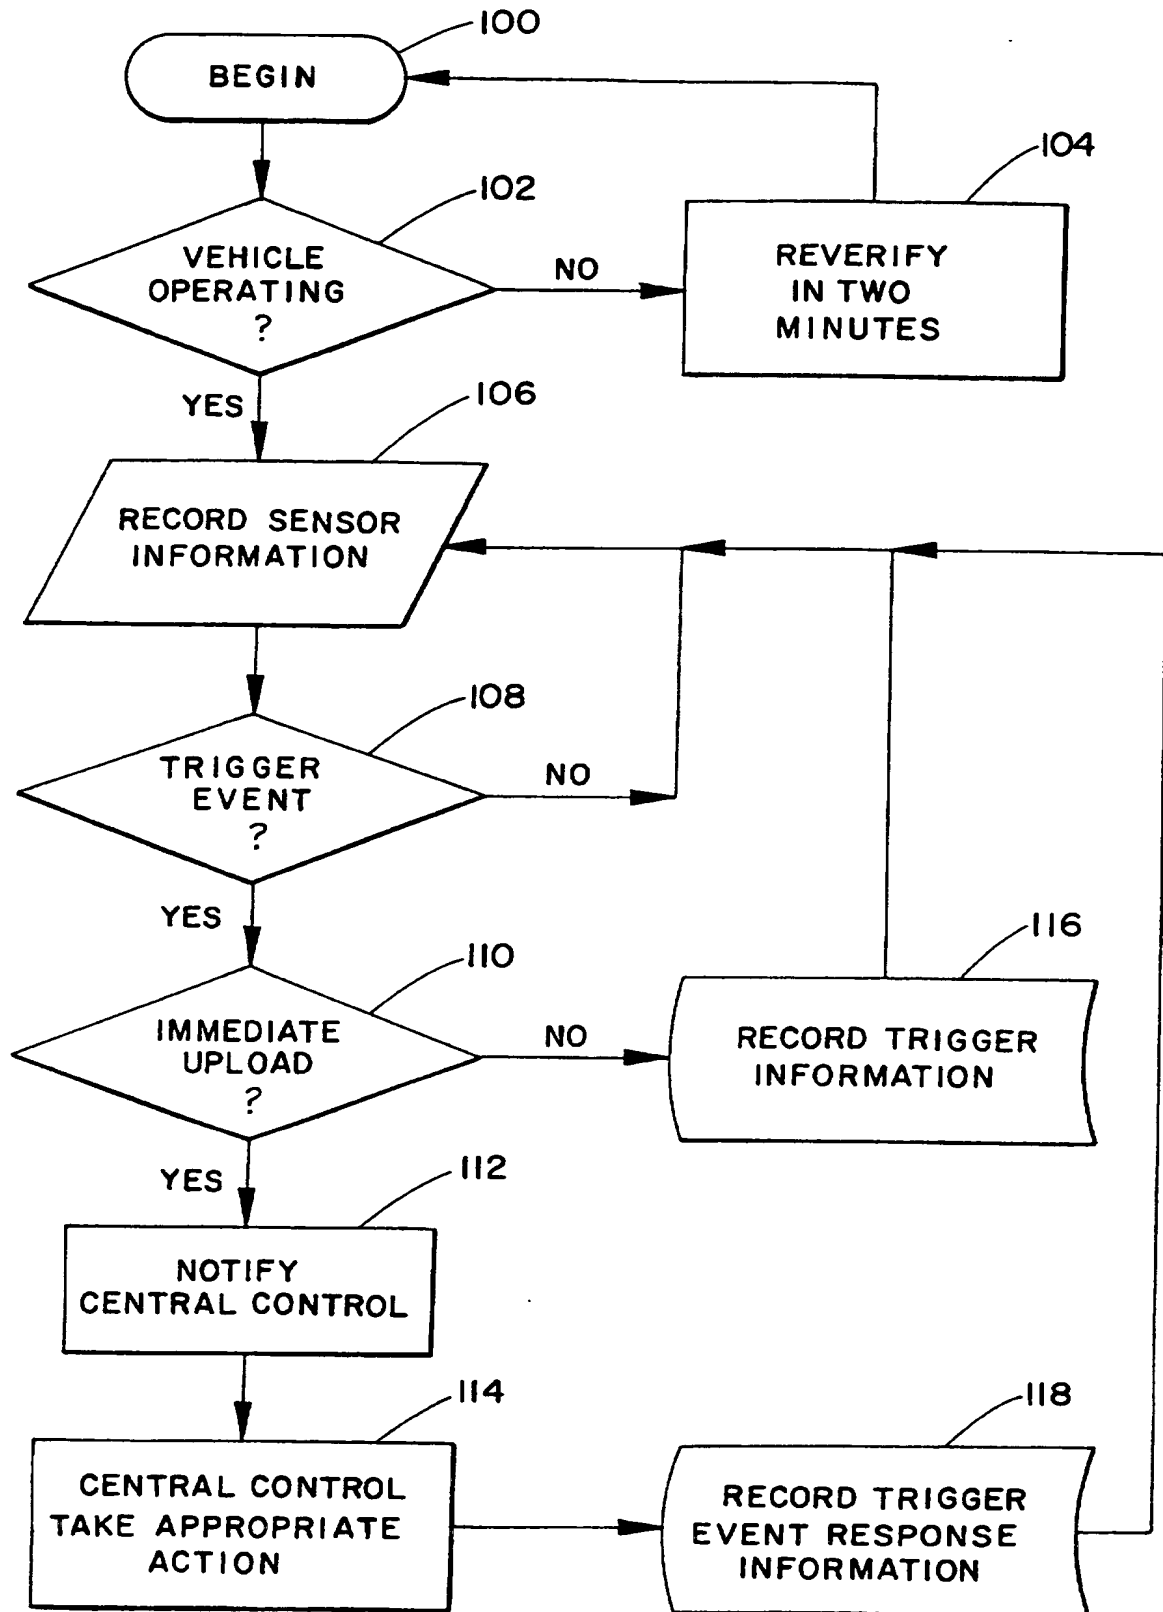 100
BEGIN
104
102
VEHICLE
OPERATING
?
NO
REVERIFY
IN TWO
MINUTES
YES
106
RECORD SENSOR
INFORMATION
108
TRIGGER
EVENT
?
NO
YES
110
116
IMMEDIATE
UPLOAD
?
NO
RECORD TRIGGER
INFORMATION
YES
112
NOTIFY
CENTRAL CONTROL
114
118
CENTRAL CONTROL
TAKE APPROPRIATE
ACTION
RECORD TRIGGER
EVENT RESPONSE
INFORMATION